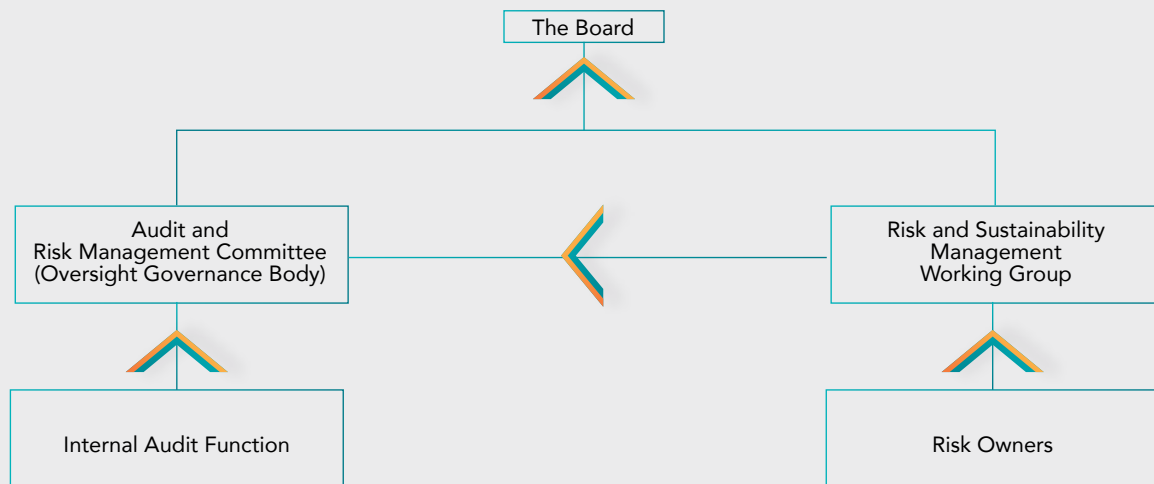 The Board
Audit and
Risk Management Committee
(Oversight Governance Body)
Risk and Sustainability
Management
Working Group
Internal Audit Function
Risk Owners